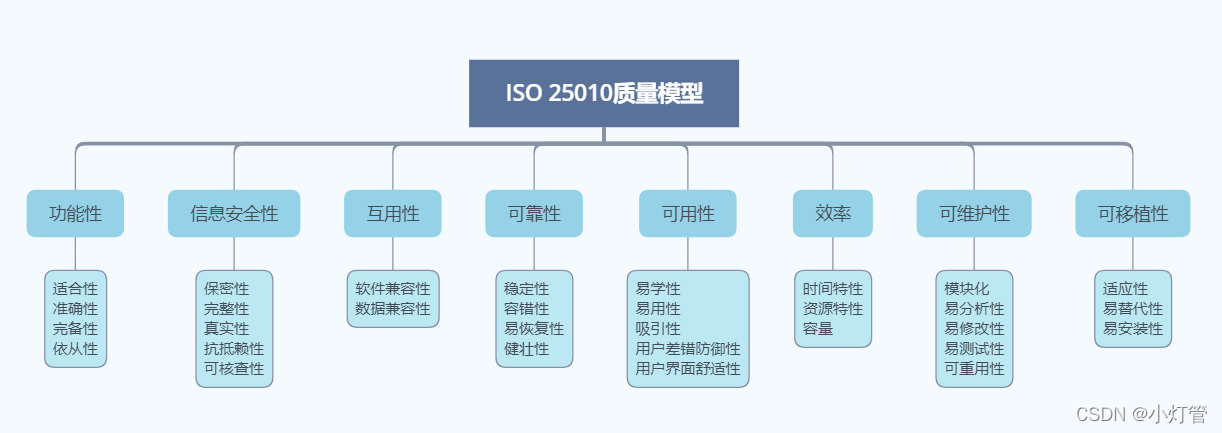 ISO 25010质量模型
功能性
信息安全性
互用性
可靠性
可用性
效率
可维护性
可移植性
适合性
准确性
完备性
依从性
保密性
完整性
真实性
抗抵赖性
可核查性
软件兼容性
数据兼容性
稳定性
容错性
易恢复性
健壮性
易学性
易用性
吸引性
用户差错防御性
用户界面舒适性
时间特性
资源特性
容量
模块化
易分析性
易修改性
易测试性
可重用性
适应性
易替代性
易安装性
CSDN @小灯管